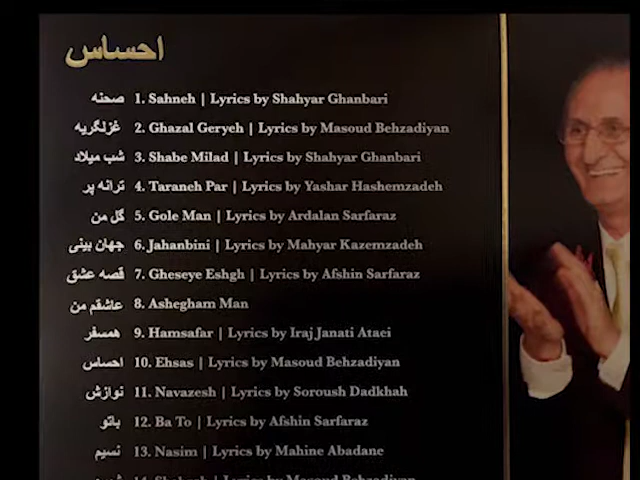 احساس
صحنه 1. Sahneh | Lyrics by Shahyar Ghanbari
غزلگریه 2. Ghazal Geryeh | Lyrics by Masoud Behzadiyan
شب میلاد 3. Shabe Milad | Lyrics by Shahyar Ghanbari
ترانه پر 4. Taraneh Par | Lyrics by Yashar Hashemzadeh
گل من 5. Gole Man | Lyrics by Ardalan Sarfaraz
جهان بینی 6. Jahanbini | Lyrics by Mahyar Kazemzadeh
قصه عشق 7. Gheseye Eshgh | Lyrics by Afshin Sarfaraz
عاشقم من 8. Ashegham Man
همسفر 9. Hamsafar | Lyrics by Iraj Janati Ataei
احساس 10. Ehsas | Lyrics by Masoud Behzadiyan
نوازش 11. Navazesh | Lyrics by Soroush Dadkhah
باتو 12. Ba To | Lyrics by Afshin Sarfaraz
نسیم 13. Nasim | Lyrics by Mahine Abadane
Lyrics by Masoud Behzadiyan